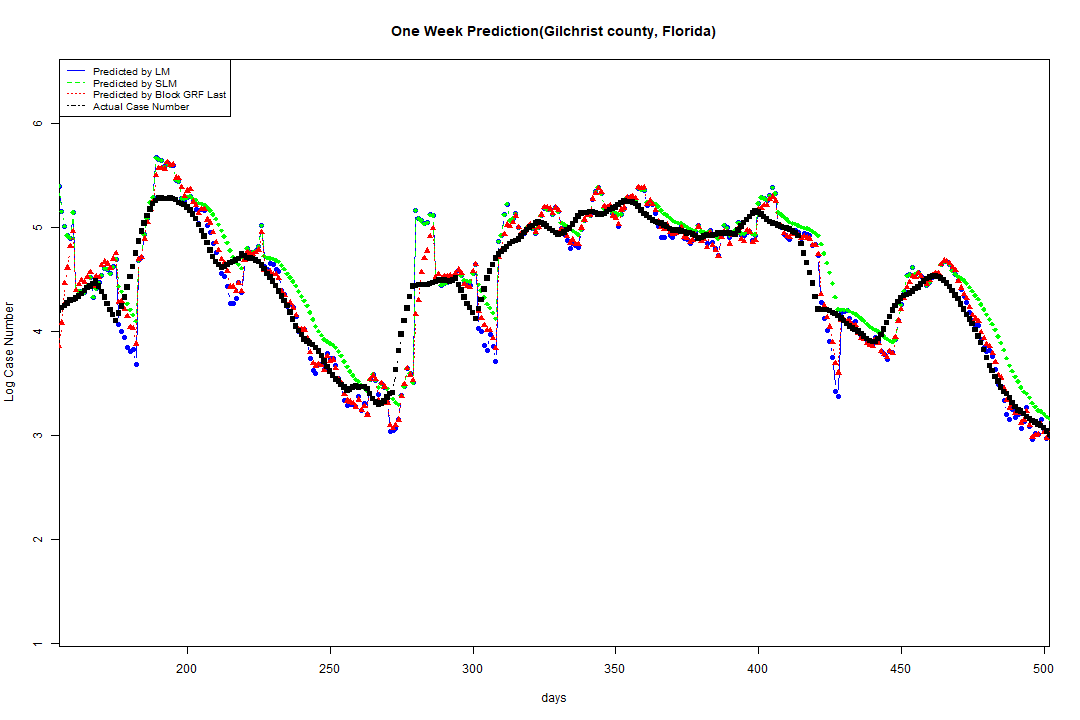 One Week Prediction(Gilchrist county, Florida)
Predicted by LM
Predicted by SLM
Predicted by Block GRF Last
Actual Case Number
6
5
4
3
2
1
Log Case Number
200 250 300 350 400 450 500
days